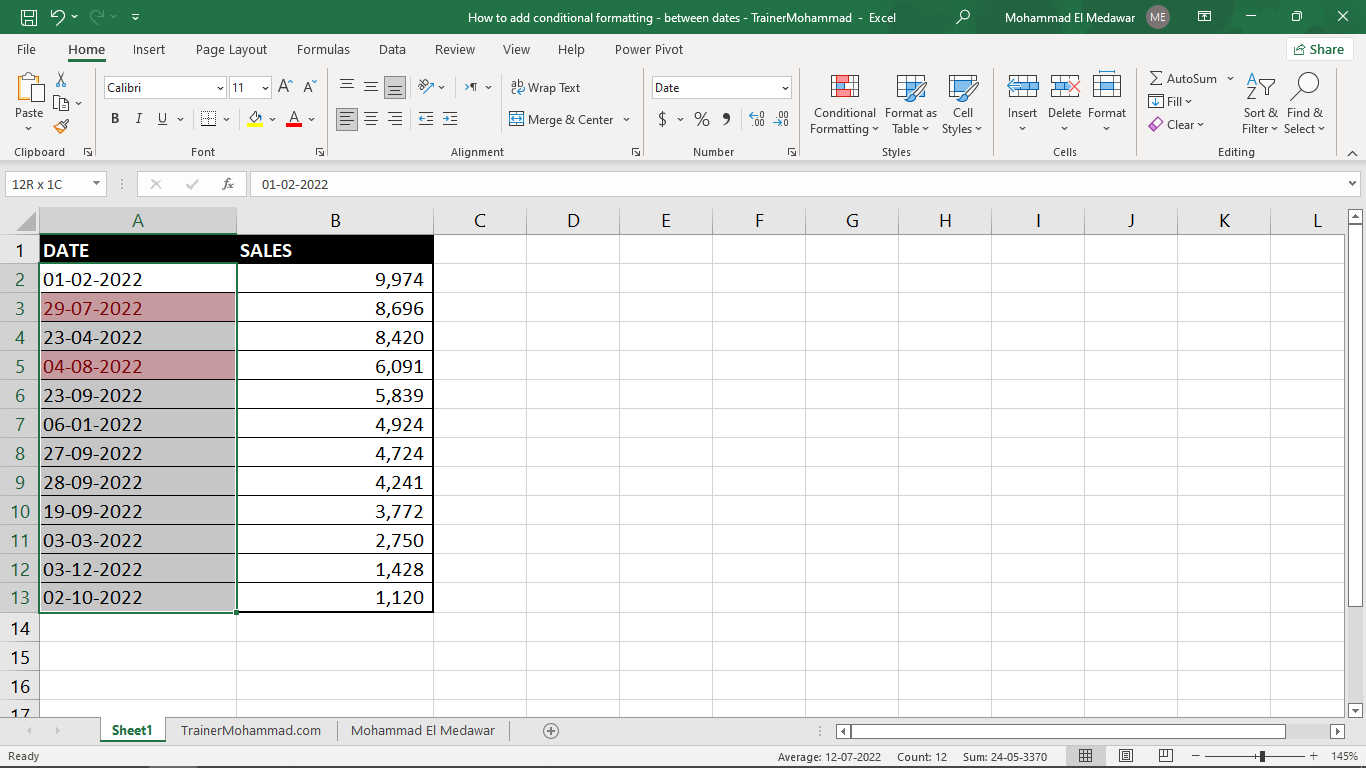 How to add conditional formatting - between dates - TrainerMohammad - Excel
Mohammad El Medawar ME
File Home Insert Page Layout Formulas Data Review View Help Power Pivot Share
Paste
Clipboard
Calibri 11
B I U A
Font
Wrap Text
Merge & Center
Alignment
Date
$ %
Number
Conditional Formatting
Format as Table
Cell Styles
Styles
Insert Delete Format
Cells
AutoSum
Fill
Clear
Sort & Filter
Find & Select
Editing
12R x 1C fx 01-02-2022
A B C D E F G H I J K L
1 DATE SALES
2 01-02-2022 9,974
3 29-07-2022 8,696
4 23-04-2022 8,420
5 04-08-2022 6,091
6 23-09-2022 5,839
7 06-01-2022 4,924
8 27-09-2022 4,724
9 28-09-2022 4,241
10 19-09-2022 3,772
11 03-03-2022 2,750
12 03-12-2022 1,428
13 02-10-2022 1,120
14
15
16
17
Sheet1 TrainerMohammad.com Mohammad El Medawar
Ready Average: 12-07-2022 Count: 12 Sum: 24-05-3370 145%